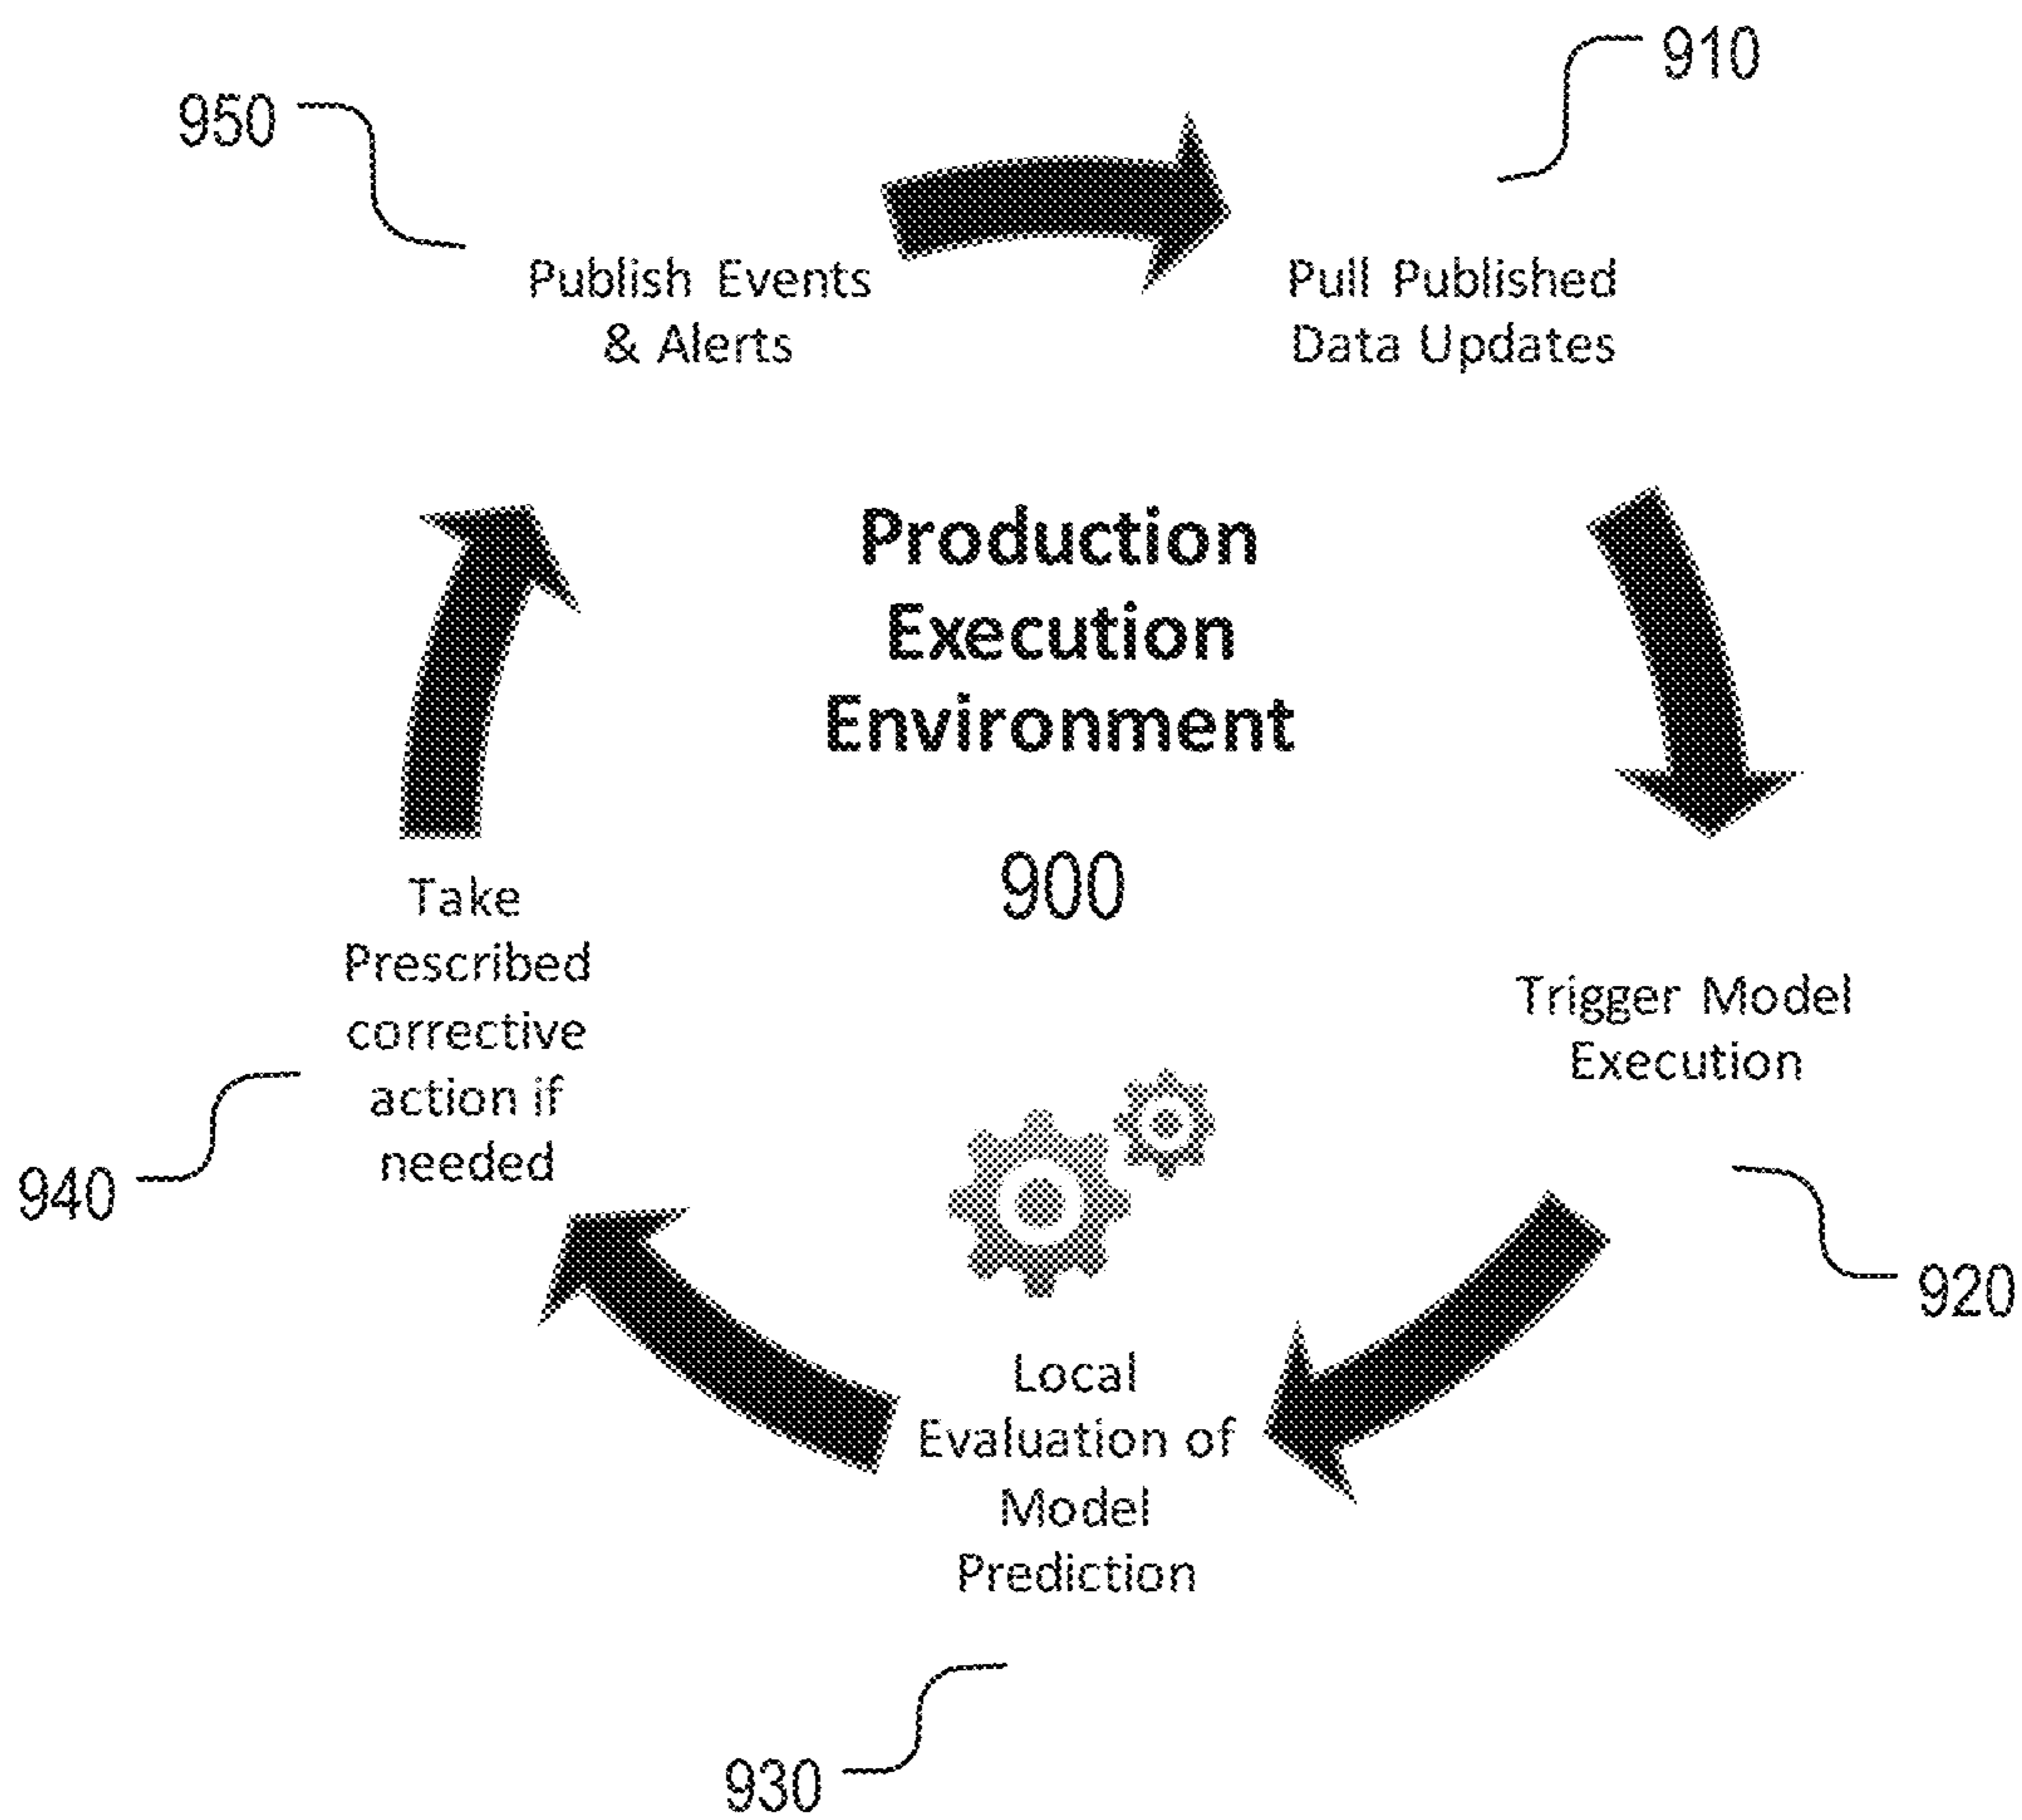 910
950
Publish Events
& Alerts
Pull Published
Data Updates
Production
Execution
Environment
900
Take
Prescribed
corrective
action if
needed
940
Trigger Model
Execution
920
Local
Evaluation of
Model
Prediction
930